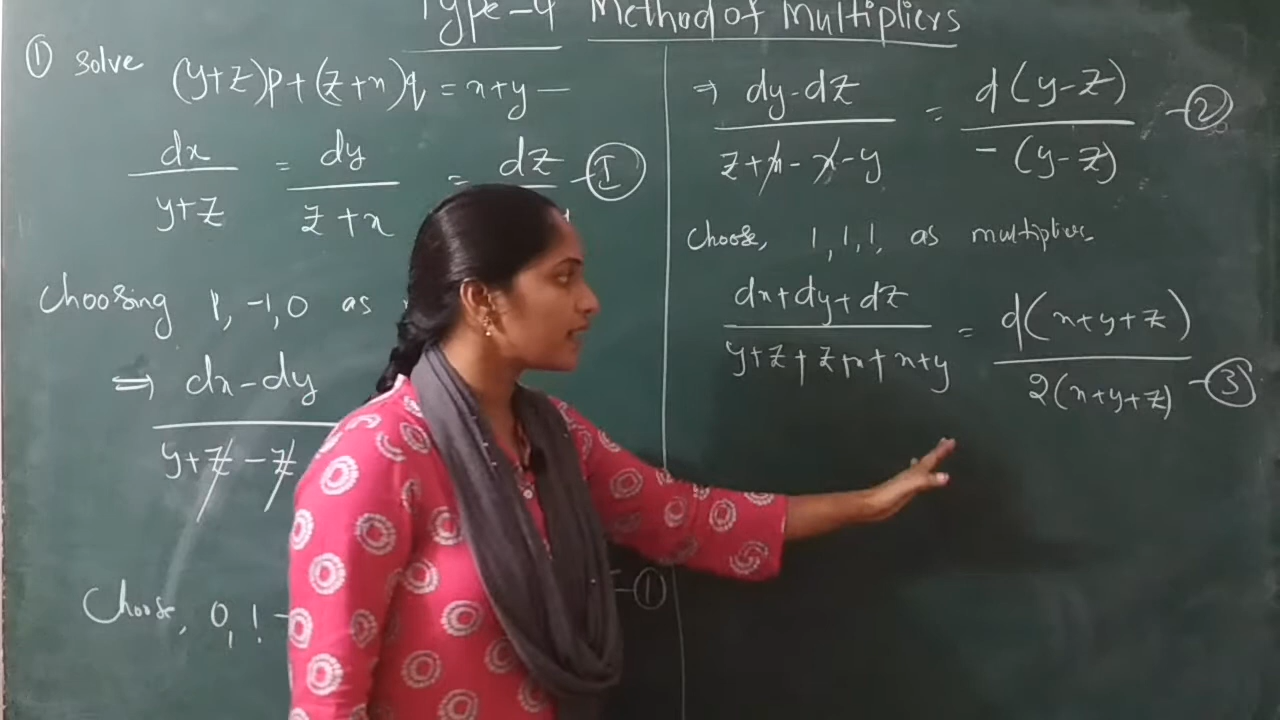 Type-4 Method of Multipliers
① Solve (y+z)p+(z+x)q = x+y —
dx/y+z = dy/z+x = dz —Ⓘ
Choosing 1, -1, 0 as
⇒ dx-dy
y+z-z
Choose, 0, 1 -
-①
⇒ dy-dz/z+x-x-y = d(y-z)/-(y-z) -②
Choose, 1, 1, 1, as multipliers
dx+dy+dz/y+z+z+x+x+y = d(x+y+z)/2(x+y+z) -③